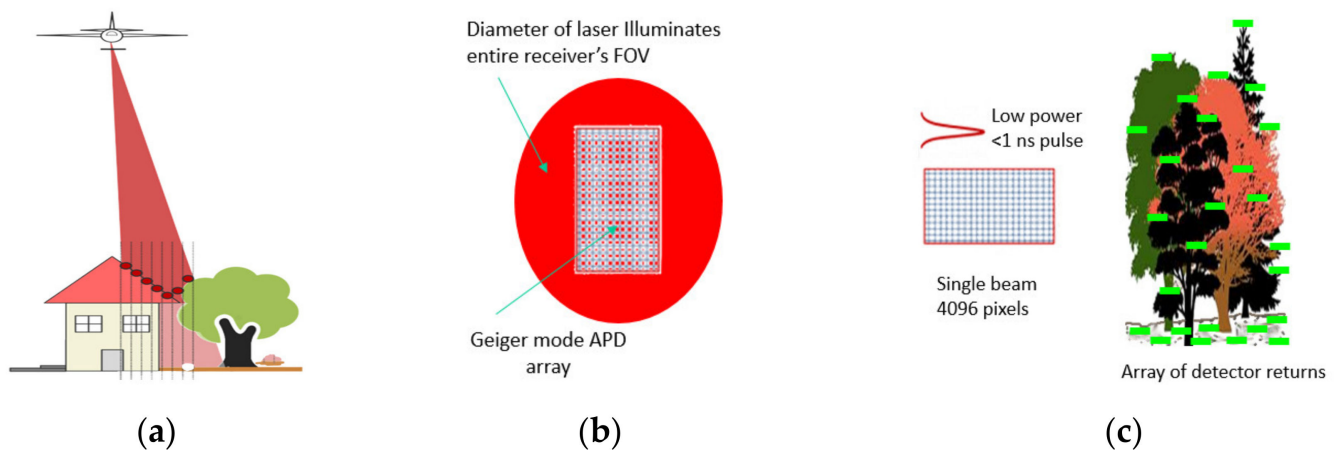 Diameter of laser Illuminates
entire receiver's FOV
Geiger mode APD
array
Low power
<1 ns pulse
Single beam
4096 pixels
Array of detector returns
(a)
(b)
(c)